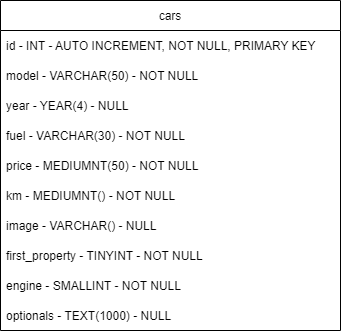 cars
id - INT - AUTO INCREMENT, NOT NULL, PRIMARY KEY
model - VARCHAR(50) - NOT NULL
year - YEAR(4) - NULL
fuel - VARCHAR(30) - NOT NULL
price - MEDIUMNT(50) - NOT NULL
km - MEDIUMNT() - NOT NULL
image - VARCHAR() - NULL
first_property - TINYINT - NOT NULL
engine - SMALLINT - NOT NULL
optionals - TEXT(1000) - NULL